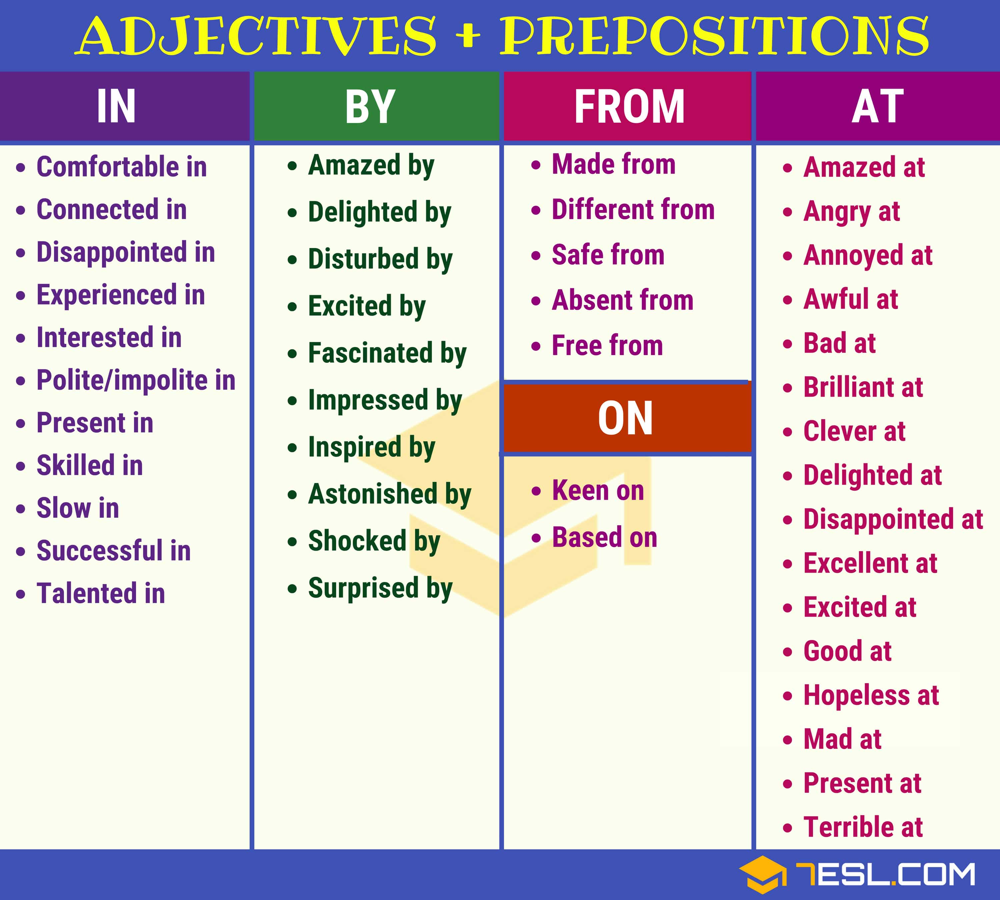 ADJECTIVES + PREPOSITIONS
IN
Comfortable in
Connected in
Disappointed in
Experienced in
Interested in
Polite/impolite in
Present in
Skilled in
Slow in
Successful in
Talented in
BY
Amazed by
Delighted by
Disturbed by
Excited by
Fascinated by
Impressed by
Inspired by
Astonished by
Shocked by
Surprised by
FROM
Made from
Different from
Safe from
Absent from
Free from
ON
Keen on
Based on
AT
Amazed at
Angry at
Annoyed at
Awful at
Bad at
Brilliant at
Clever at
Delighted at
Disappointed at
Excellent at
Excited at
Good at
Hopeless at
Mad at
Present at
Terrible at
7ESL.COM